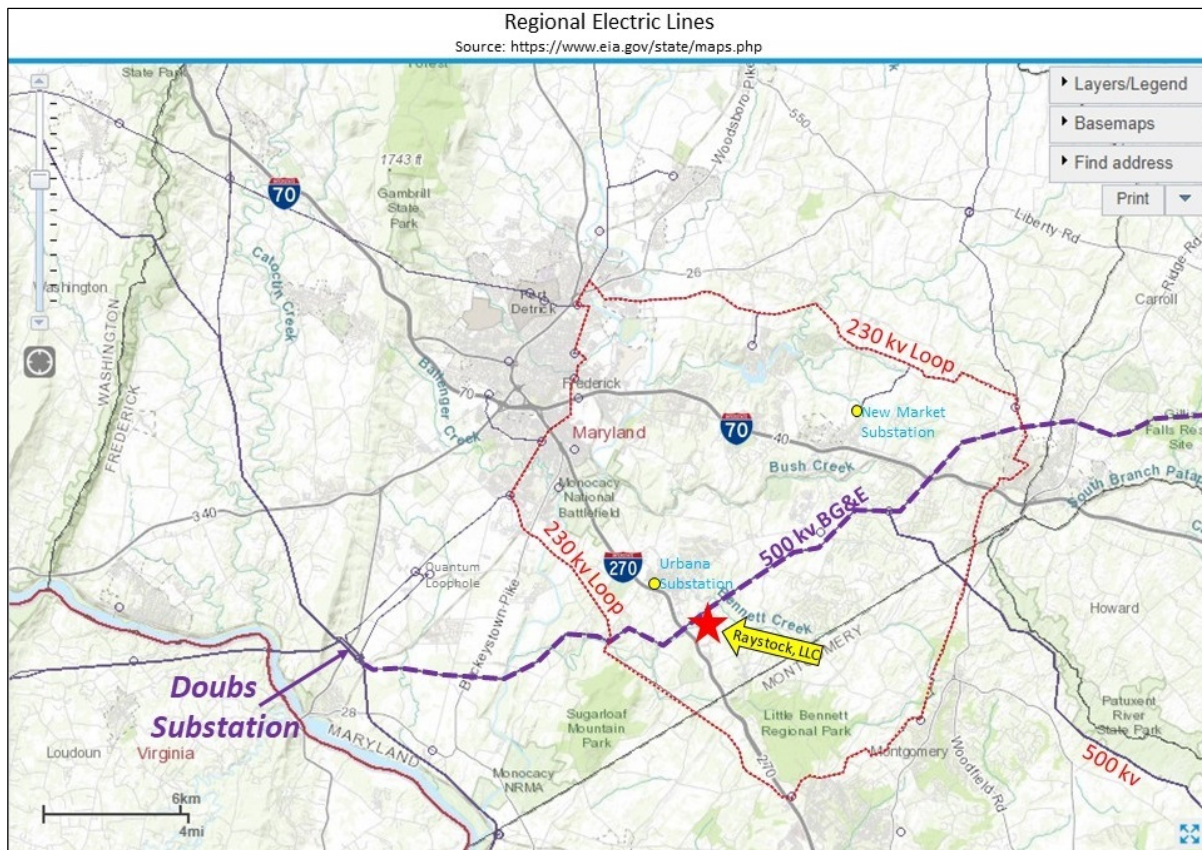 Regional Electric Lines
Source: https://www.eia.gov/state/maps.php
Layers/Legend
Basemaps
Find address
Print
State Park
Forest
Woodsboro Pike
550
1743 ft
Gambrill
State Park
70
Liberty Rd
Ridge Rd
Catoctin Creek
Washington
WASHINGTON
FREDERICK
26
Carroll
Fort
Detrick
230 kv Loop
Ballenger Creek
70
Frederick
Maryland
70
40
New Market
Substation
Bush Creek
Falls
Site
South Branch
Monocacy
National
Battlefield
340
500 kv BG&E
230 kv Loop
270
Urbana
Substation
Quantum
Loophole
Buckeystown Pike
Bennett Creek
Raystock, LLC
Howard
MONTGOMERY
Doubs
Substation
28
MARYLAND
Loudoun
Virginia
Sugarloaf
Mountain
Park
Little Bennett
Regional Park
Patuxent
River
State Park
Montgomery
Woodfield Rd
500 kv
270
Monocacy
NRMA
6km
4mi